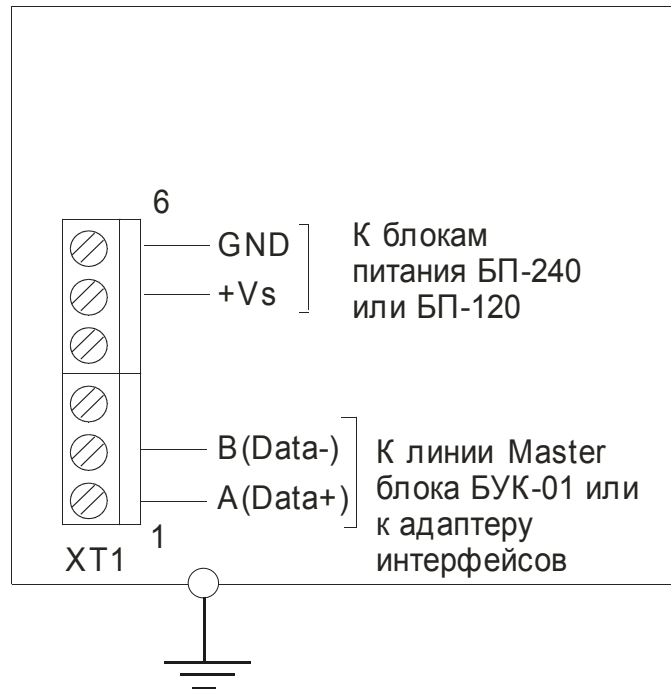 6
GND
+Vs
К блокам
питания БП-240
или БП-120
B(Data-)
A(Data+)
К линии Master
блока БУК-01 или
к адаптеру
интерфейсов
1
XT1